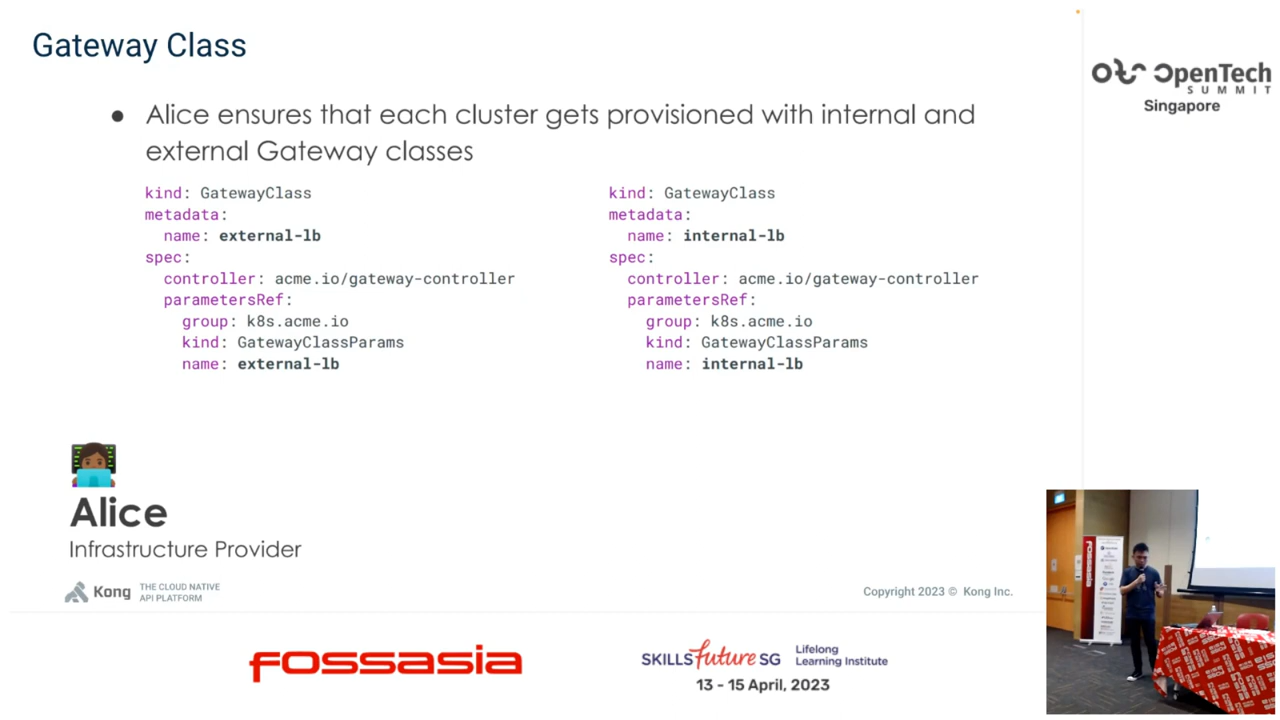 Gateway Class
OpenTech
SUMMIT
Singapore
● Alice ensures that each cluster gets provisioned with internal and
external Gateway classes
kind: GatewayClass
metadata:
name: external-lb
spec:
controller: acme.io/gateway-controller
parametersRef:
group: k8s.acme.io
kind: GatewayClassParams
name: external-lb
kind: GatewayClass
metadata:
name: internal-lb
spec:
controller: acme.io/gateway-controller
parametersRef:
group: k8s.acme.io
kind: GatewayClassParams
name: internal-lb
Alice
Infrastructure Provider
Kong
THE CLOUD NATIVE
API PLATFORM
Copyright 2023 © Kong Inc.
fossasia
fossasia
SKILLSfuture SG
Lifelong
Learning Institute
13 - 15 April, 2023